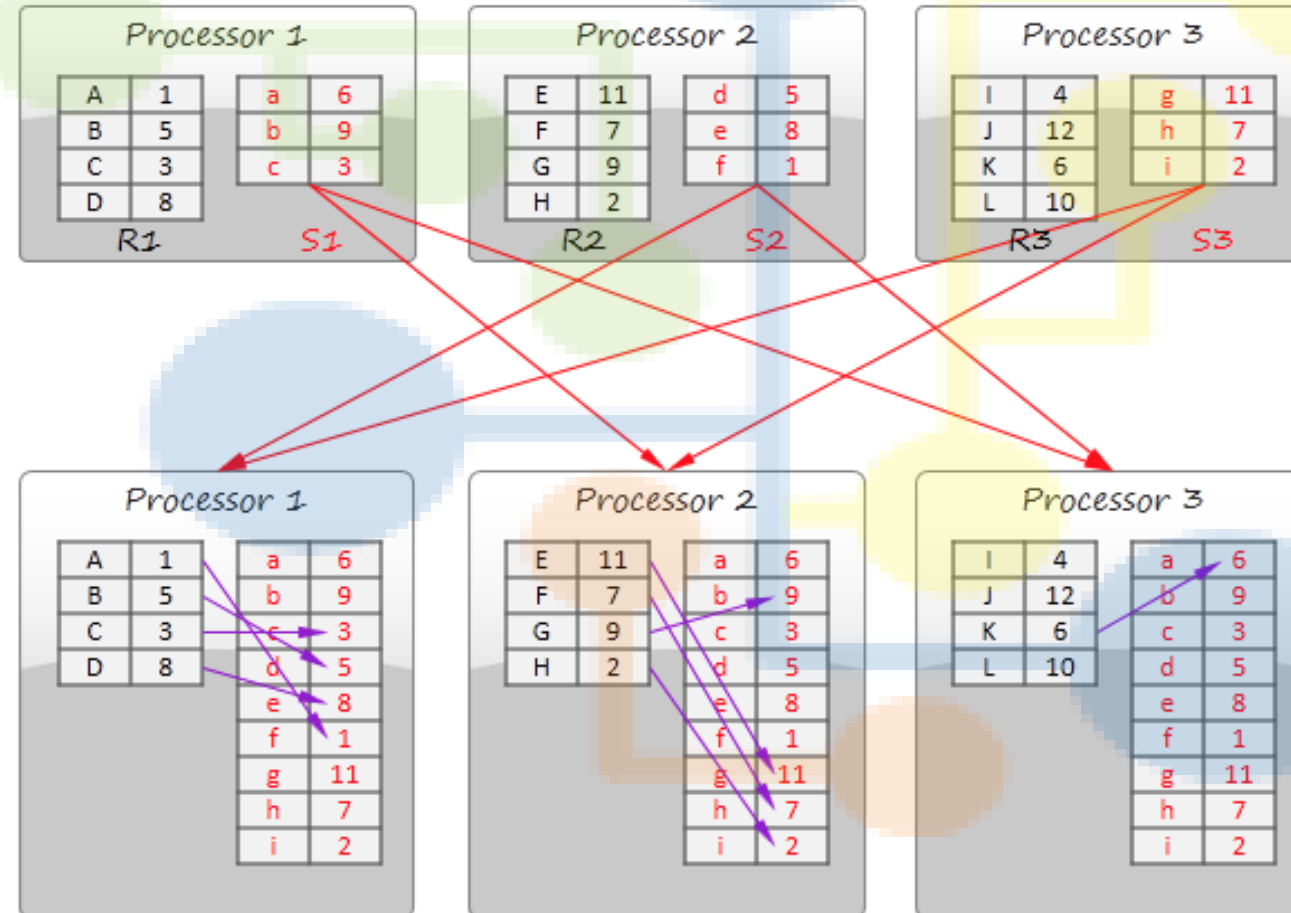 Processor 1 Processor 2 Processor 3
A 1 a 6 E 11 d 5 I 4 g 11
B 5 b 9 F 7 e 8 J 12 h 7
C 3 c 3 G 9 f 1 K 6 i 2
D 8 H 2 L 10
R1 S1 R2 S2 R3 S3
Processor 1 Processor 2 Processor 3
A 1 a 6 E 11 a 6 I 4 a 6
B 5 b 9 F 7 b 9 J 12 b 9
C 3 c 3 G 9 c 3 K 6 c 3
D 8 d 5 H 2 d 5 L 10 d 5
e 8 e 8 e 8
f 1 f 1 f 1
g 11 g 11 g 11
h 7 h 7 h 7
i 2 i 2 i 2